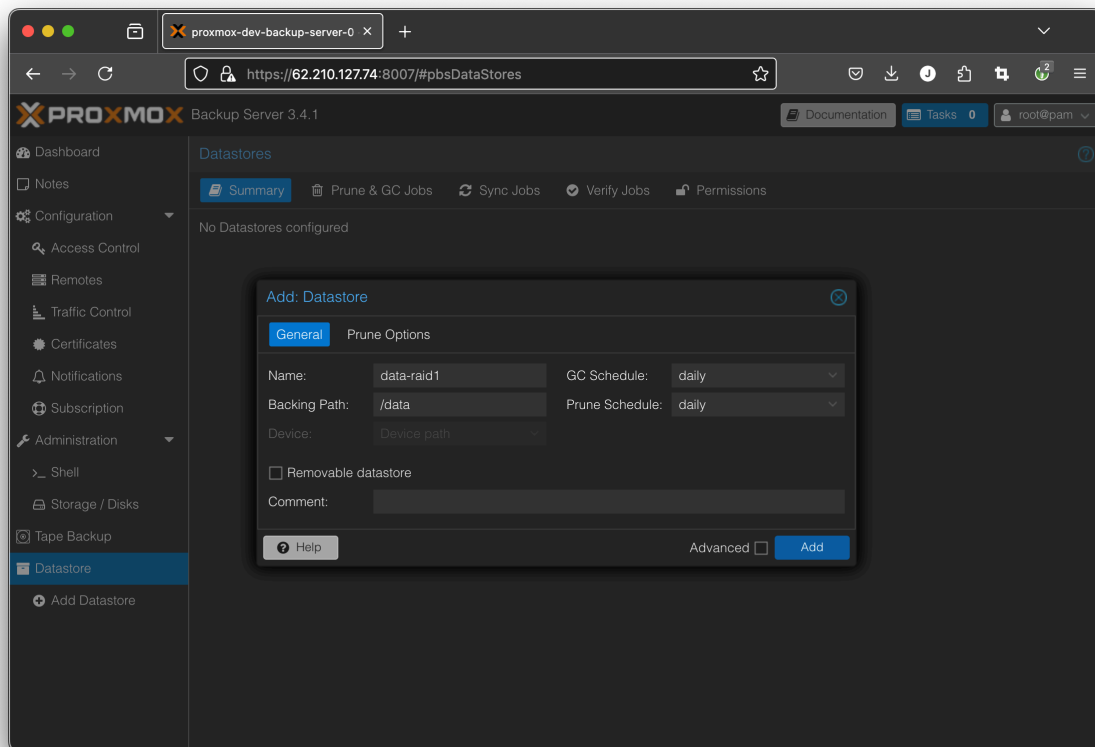 proxmox-dev-backup-server-0
https://62.210.127.74:8007/#pbsDataStores
J
2
PROXMOX Backup Server 3.4.1
Documentation
Tasks 0
root@pam
Dashboard
Notes
Configuration
Access Control
Remotes
Traffic Control
Certificates
Notifications
Subscription
Administration
Shell
Storage / Disks
Tape Backup
Datastore
Add Datastore
Datastores
Summary Prune & GC Jobs Sync Jobs Verify Jobs Permissions
No Datastores configured
Add: Datastore
General Prune Options
Name: data-raid1 GC Schedule: daily
Backing Path: /data Prune Schedule: daily
Device: Device path
Removable datastore
Comment:
Help Advanced Add